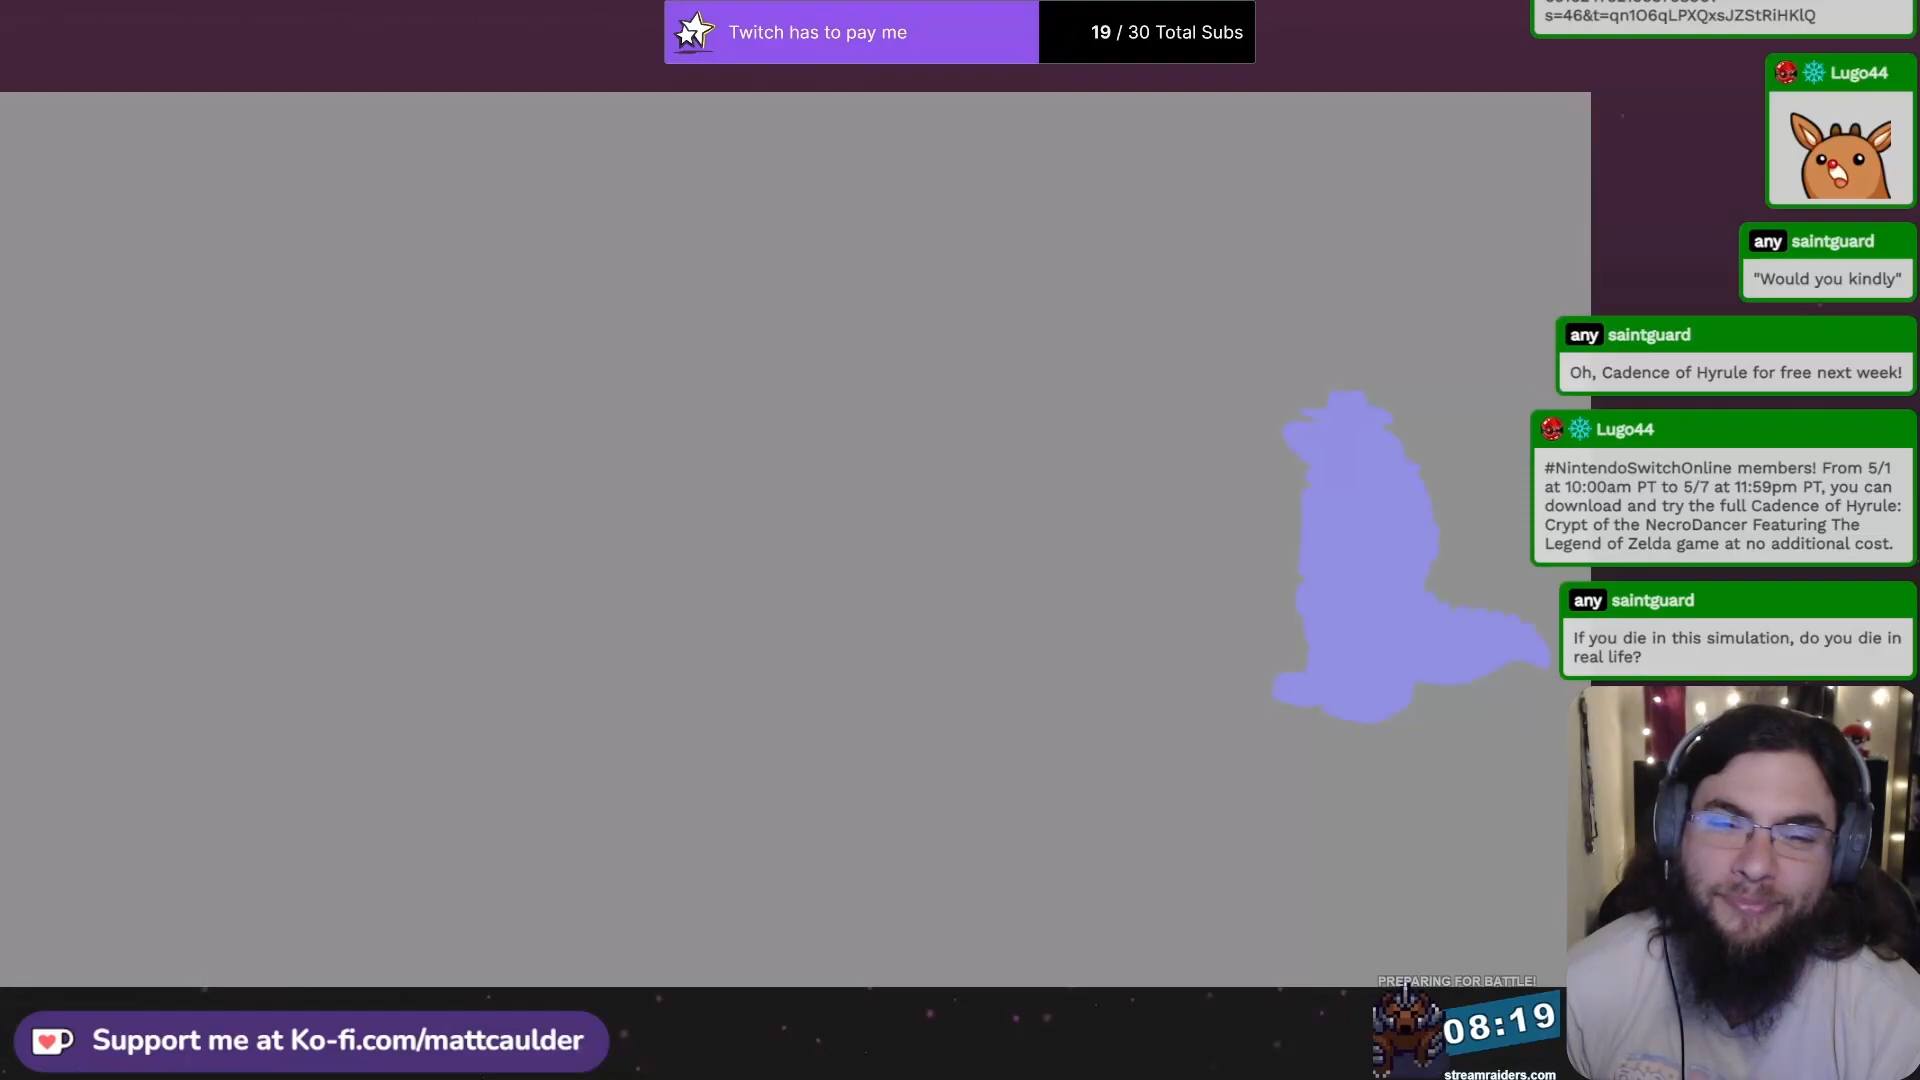 Twitch has to pay me
19 / 30 Total Subs
s=46&t=qn1O6qLPXQxsJZStRiHKlQ
Lugo44
any saintguard
"Would you kindly"
any saintguard
Oh, Cadence of Hyrule for free next week!
Lugo44
#NintendoSwitchOnline members! From 5/1
at 10:00am PT to 5/7 at 11:59pm PT, you can
download and try the full Cadence of Hyrule:
Crypt of the NecroDancer Featuring The
Legend of Zelda game at no additional cost.
any saintguard
If you die in this simulation, do you die in
real life?
PREPARING FOR BATTLE!
08:19
streamraiders.com
Support me at Ko-fi.com/mattcaulder